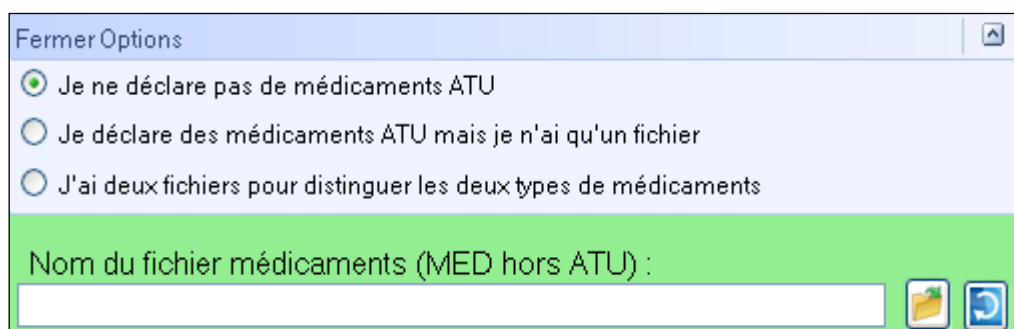 Fermer Options
Je ne déclare pas de médicaments ATU
Je déclare des médicaments ATU mais je n'ai qu'un fichier
J'ai deux fichiers pour distinguer les deux types de médicaments
Nom du fichier médicaments (MED hors ATU) :